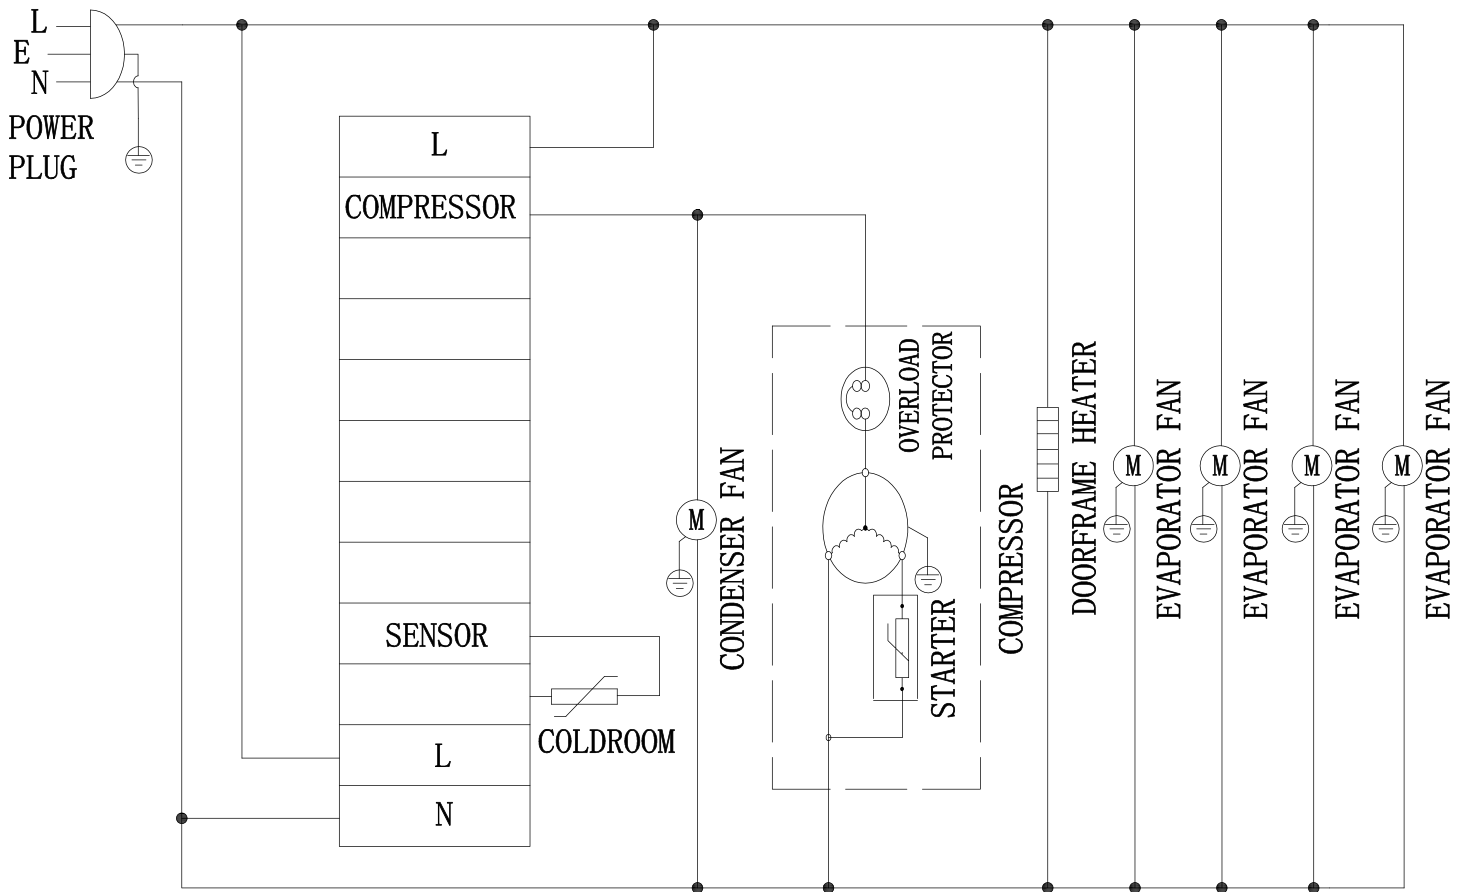 L
E
N
POWER
PLUG
L
COMPRESSOR
SENSOR
L
N
COLDROOM
M
CONDENSER FAN
OVERLOAD
PROTECTOR
STARTER
COMPRESSOR
DOORFRAME HEATER
M
EVAPORATOR FAN
M
EVAPORATOR FAN
M
EVAPORATOR FAN
M
EVAPORATOR FAN